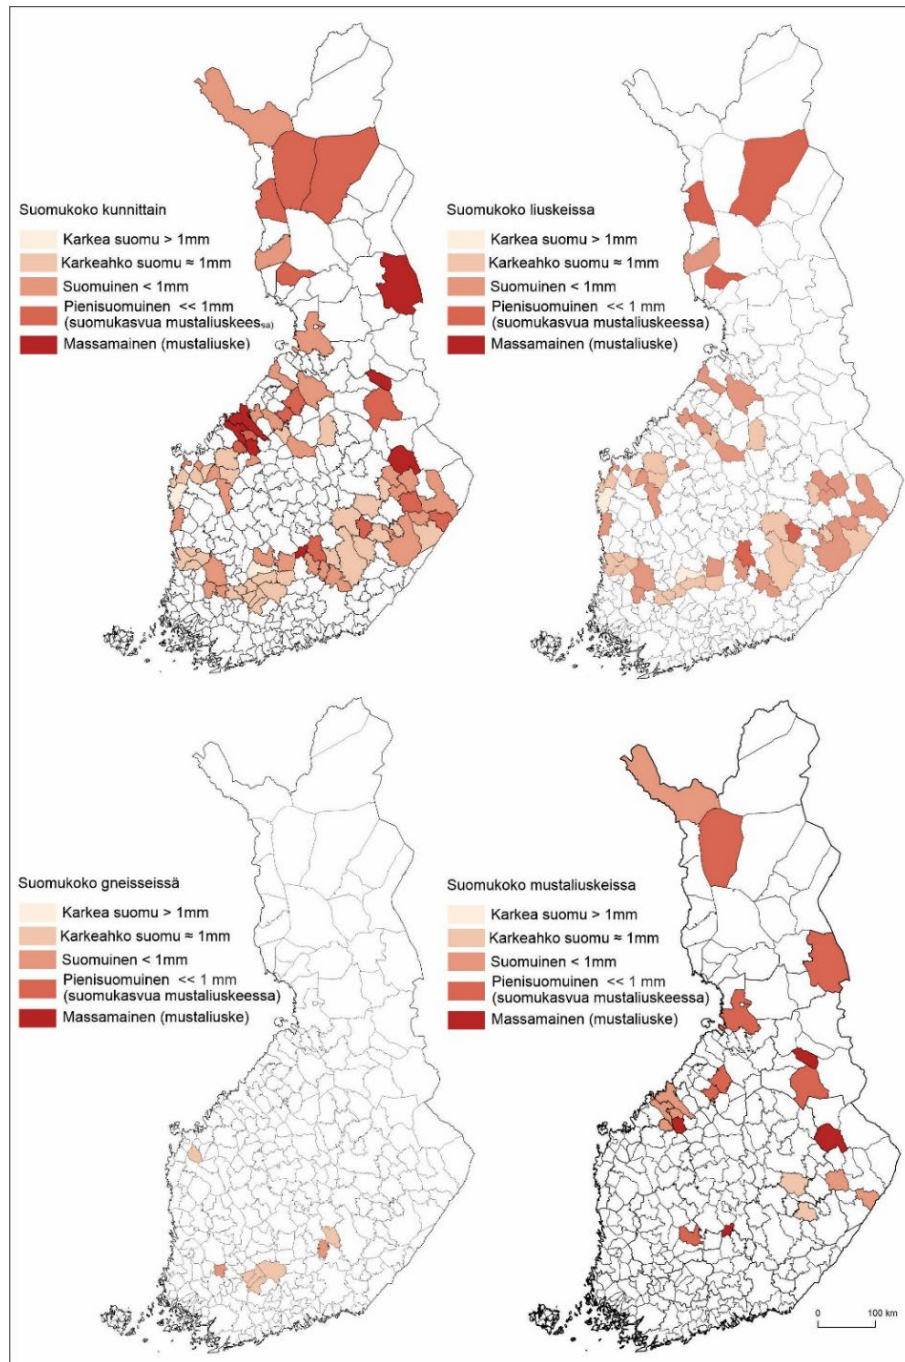 Suomukoko kunnittain
Karkea suomu > 1mm
Karkeahko suomu ≈ 1mm
Suomuinen < 1mm
Pienisuomuinen << 1mm
(suomukasvua mustaliuskeessa)
Massamainen (mustaliuske)
Suomukoko liuskeissa
Karkea suomu > 1mm
Karkeahko suomu ≈ 1mm
Suomuinen < 1mm
Pienisuomuinen << 1 mm
(suomukasvua mustaliuskeessa)
Massamainen (mustaliuske)
Suomukoko gneisseissä
Karkea suomu > 1mm
Karkeahko suomu ≈ 1mm
Suomuinen < 1mm
Pienisuomuinen << 1 mm
(suomukasvua mustaliuskeessa)
Massamainen (mustaliuske)
Suomukoko mustaliuskeissa
Karkea suomu > 1mm
Karkeahko suomu ≈ 1mm
Suomuinen < 1mm
Pienisuomuinen << 1 mm
(suomukasvua mustaliuskeessa)
Massamainen (mustaliuske)
0 100 km